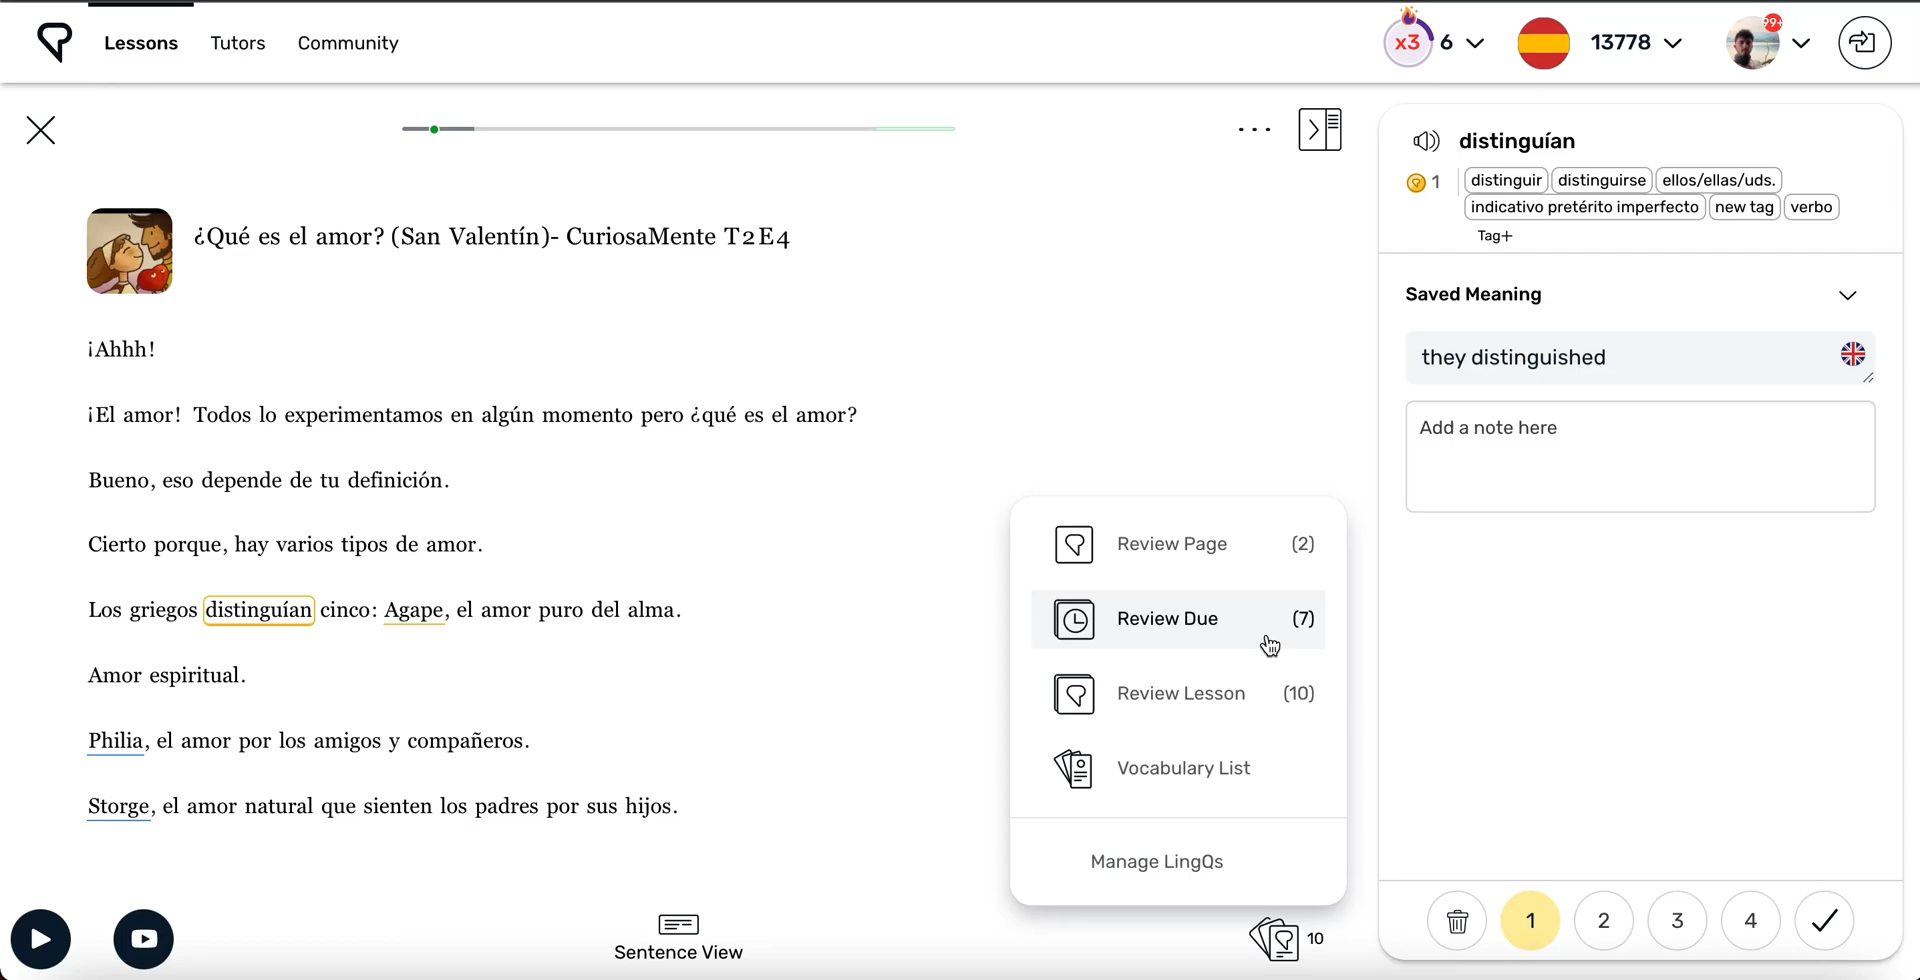 Lessons Tutors Community
x3 6 13778 99+
distinguían
1 distinguir distinguirse ellos/ellas/uds.
indicativo pretérito imperfecto new tag verbo
Tag+
¿Qué es el amor? (San Valentín)- CuriosaMente T2E4
Saved Meaning
they distinguished
Add a note here
¡Ahhh!
¡El amor! Todos lo experimentamos en algún momento pero ¿qué es el amor?
Bueno, eso depende de tu definición.
Cierto porque, hay varios tipos de amor.
Los griegos distinguían cinco: Agape, el amor puro del alma.
Amor espiritual.
Philia, el amor por los amigos y compañeros.
Storge, el amor natural que sienten los padres por sus hijos.
Review Page (2)
Review Due (7)
Review Lesson (10)
Vocabulary List
Manage LingQs
Sentence View
10
1 2 3 4